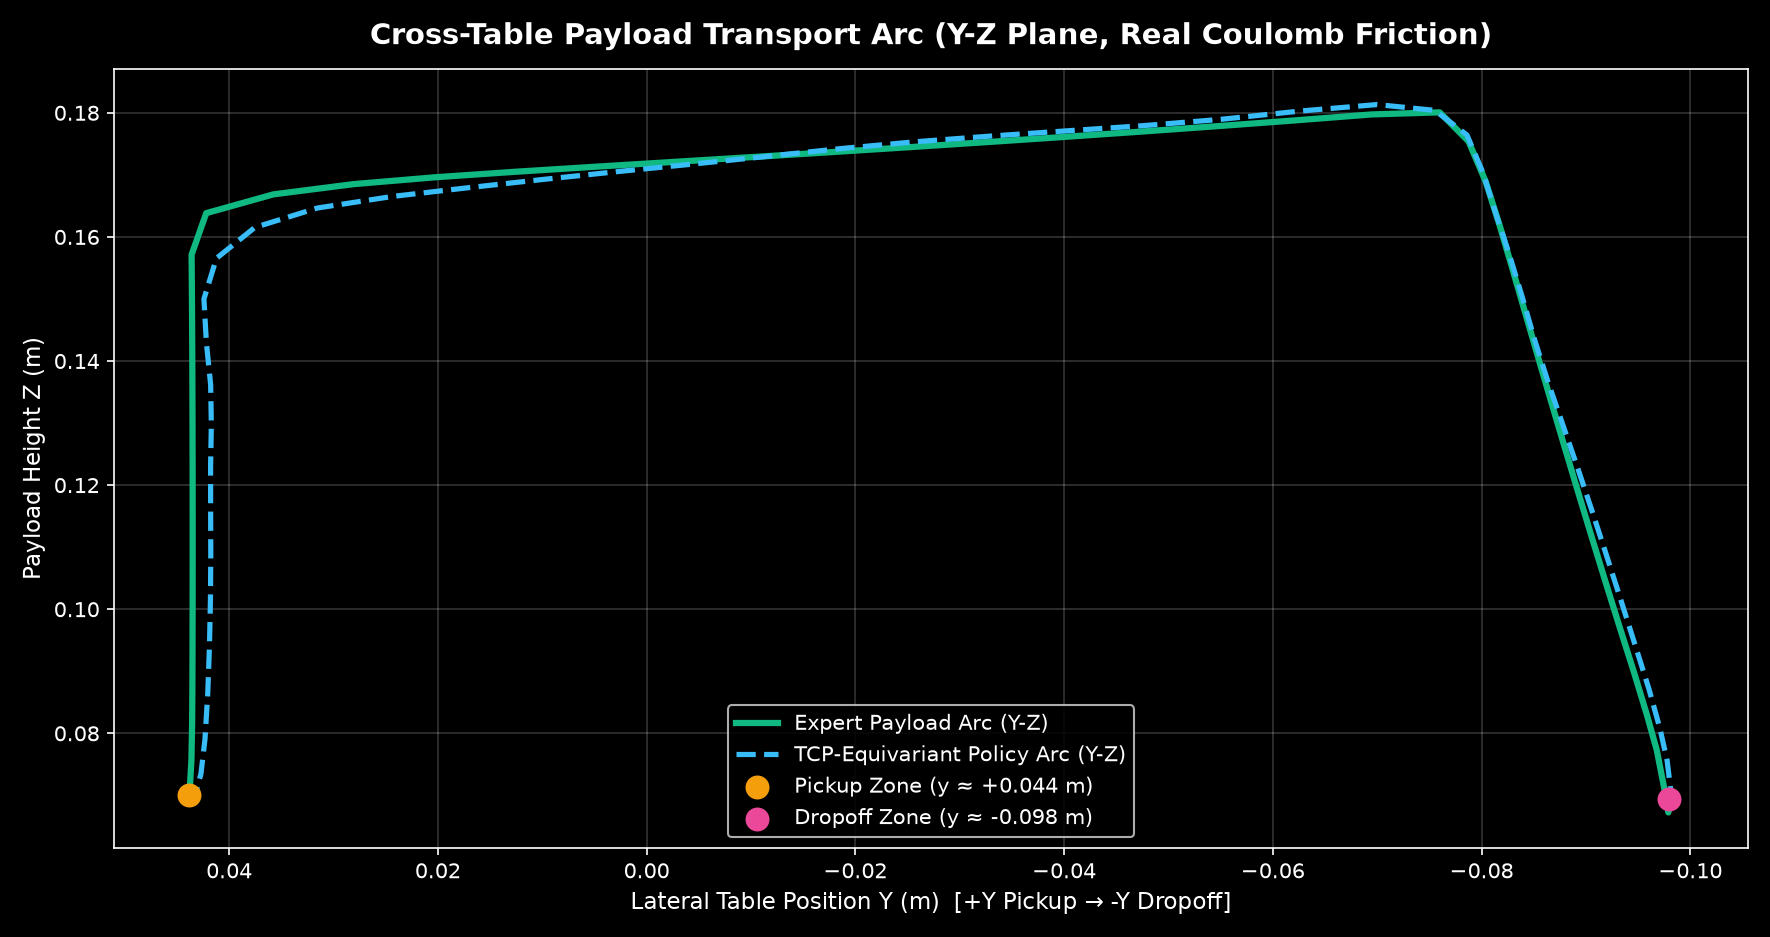 Cross-Table Payload Transport Arc (Y-Z Plane, Real Coulomb Friction)
Payload Height Z (m)
0.18
0.16
0.14
0.12
0.10
0.08
Expert Payload Arc (Y-Z)
TCP-Equivariant Policy Arc (Y-Z)
Pickup Zone (y ≈ +0.044 m)
Dropoff Zone (y ≈ -0.098 m)
0.04 0.02 0.00 −0.02 −0.04 −0.06 −0.08 −0.10
Lateral Table Position Y (m)  [+Y Pickup → -Y Dropoff]